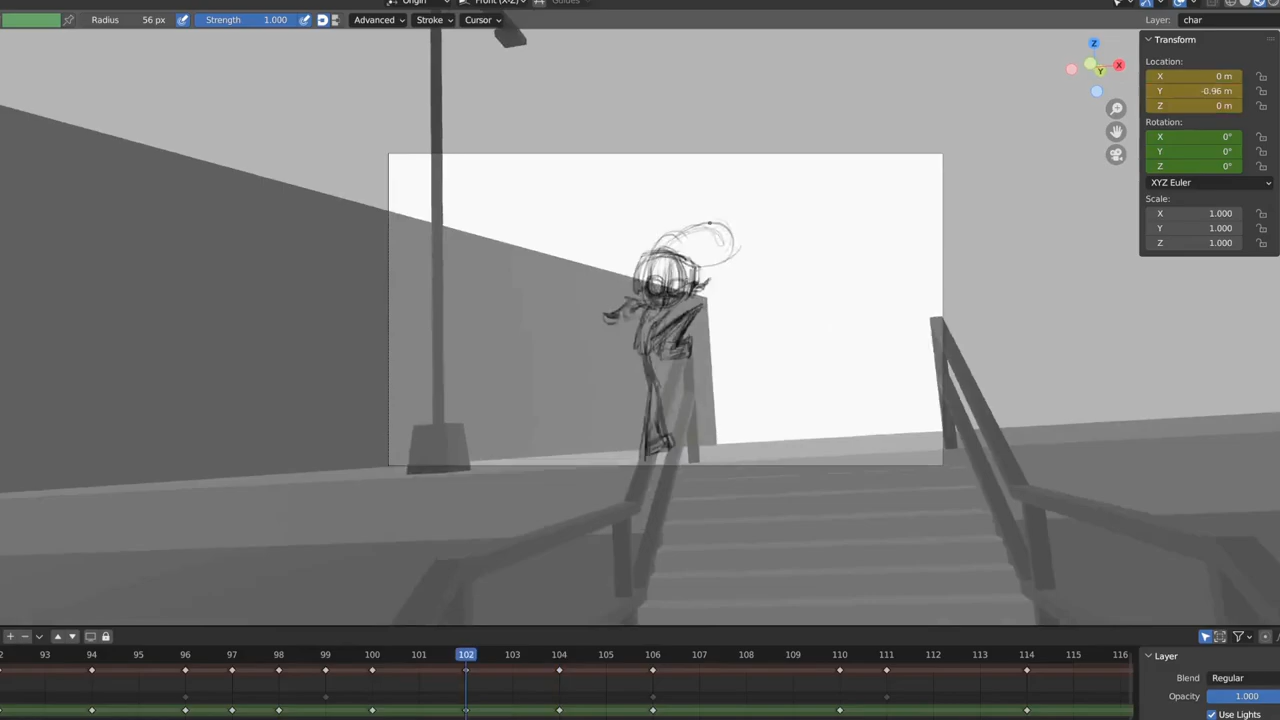 Origin Front (X-Z) Guides
Radius 56 px Strength 1.000 Advanced Stroke Cursor Layer: char
Z
X
Y
Transform
Location:
X 0 m
Y -0.96 m
Z 0 m
Rotation:
X 0°
Y 0°
Z 0°
XYZ Euler
Scale:
X 1.000
Y 1.000
Z 1.000
93 94 95 96 97 98 99 100 101 102 103 104 105 106 107 108 109 110 111 112 113 114 115 116
Layer
Blend Regular
Opacity 1.000
Use Lights